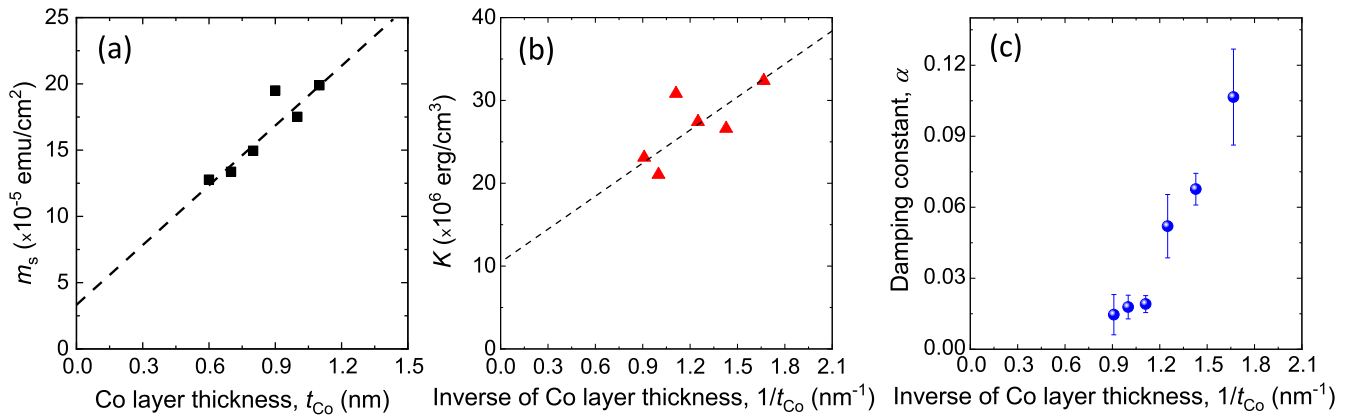 (a)
25
20
15
10
5
0
m_s (×10⁻⁵ emu/cm²)
0.0 0.3 0.6 0.9 1.2 1.5
Co layer thickness, t_Co (nm)
(b)
40
30
20
10
0
K (×10⁶ erg/cm³)
0.0 0.3 0.6 0.9 1.2 1.5 1.8 2.1
Inverse of Co layer thickness, 1/t_Co (nm⁻¹)
(c)
0.12
0.09
0.06
0.03
0.00
Damping constant, α
0.0 0.3 0.6 0.9 1.2 1.5 1.8 2.1
Inverse of Co layer thickness, 1/t_Co (nm⁻¹)